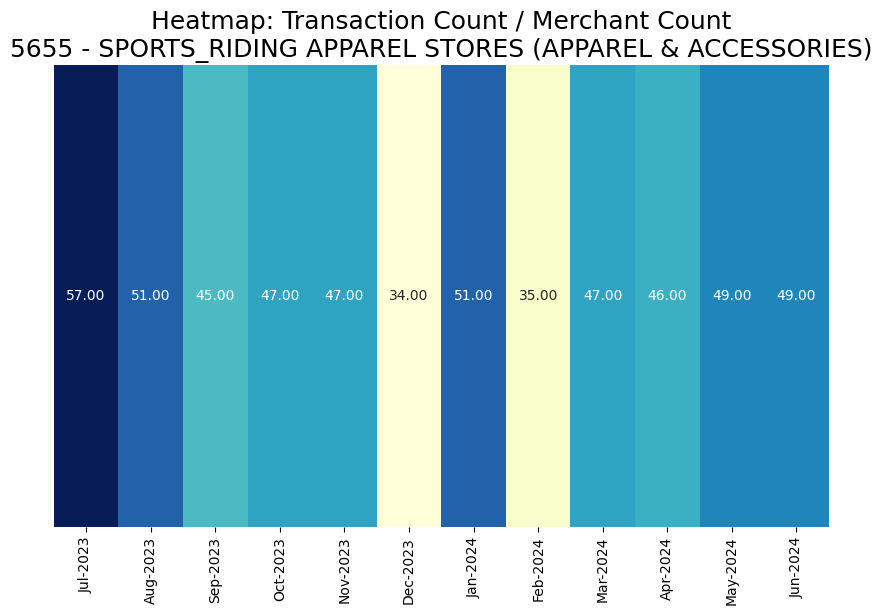 Heatmap: Transaction Count / Merchant Count
5655 - SPORTS_RIDING APPAREL STORES (APPAREL & ACCESSORIES)
57.00 51.00 45.00 47.00 47.00 34.00 51.00 35.00 47.00 46.00 49.00 49.00
Jul-2023 Aug-2023 Sep-2023 Oct-2023 Nov-2023 Dec-2023 Jan-2024 Feb-2024 Mar-2024 Apr-2024 May-2024 Jun-2024